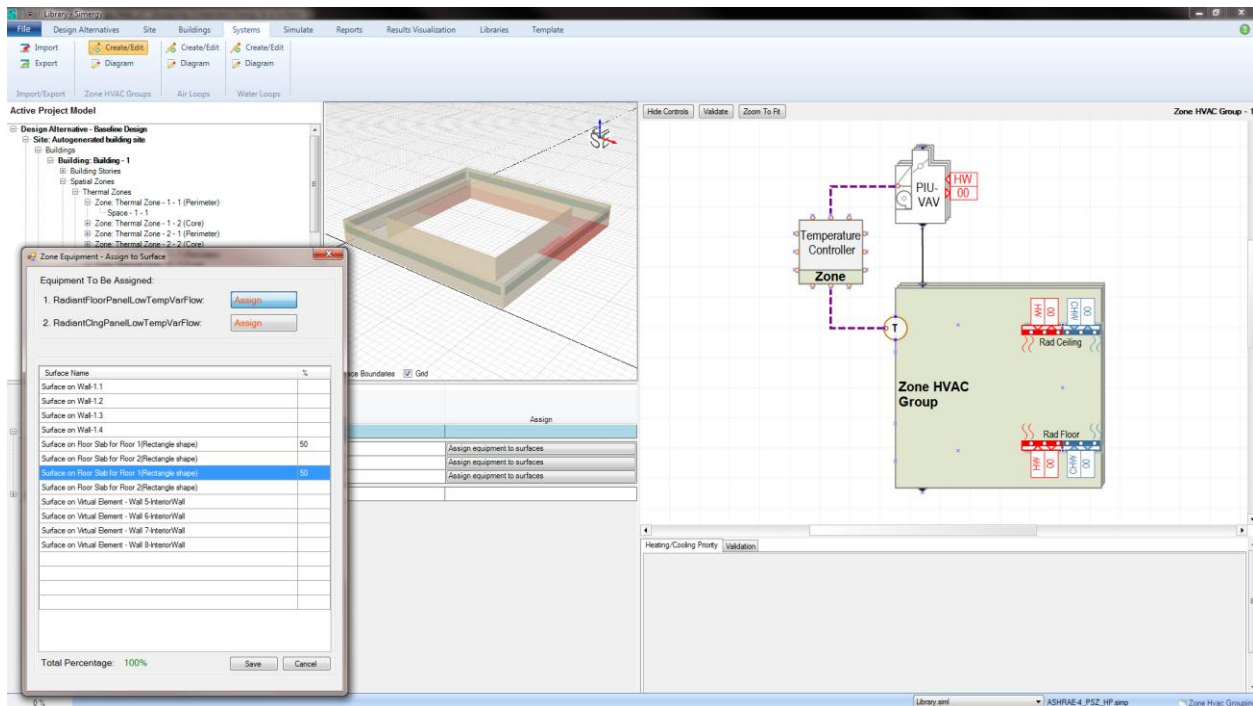 Library - Simergy
File Design Alternatives Site Buildings Systems Simulate Reports Results Visualization Libraries Template
Import Create/Edit Create/Edit Create/Edit
Export Diagram Diagram Diagram
Import/Export Zone HVAC Groups Air Loops Water Loops
Active Project Model
Design Alternative - Baseline Design
Site: Autogenerated building site
Buildings
Building: Building - 1
Building Stories
Spatial Zones
Thermal Zones
Zone: Thermal Zone - 1 - 1 (Perimeter)
Space - 1 - 1
Zone: Thermal Zone - 1 - 2 (Core)
Zone: Thermal Zone - 2 - 1 (Perimeter)
Zone: Thermal Zone - 2 - 2 (Core)
Zone Equipment - Assign to Surface
Equipment To Be Assigned:
1. RadiantFloorPanelLowTempVarFlow: Assign
2. RadiantClngPanelLowTempVarFlow: Assign
Surface Name %
Surface on Wall-1.1
Surface on Wall-1.2
Surface on Wall-1.3
Surface on Wall-1.4
Surface on Floor Slab for Floor 1(Rectangle shape) 50
Surface on Floor Slab for Floor 2(Rectangle shape)
Surface on Floor Slab for Floor 1(Rectangle shape) 50
Surface on Floor Slab for Floor 2(Rectangle shape)
Surface on Virtual Element - Wall 5-InteriorWall
Surface on Virtual Element - Wall 6-InteriorWall
Surface on Virtual Element - Wall 7-InteriorWall
Surface on Virtual Element - Wall 8-InteriorWall
Total Percentage: 100% Save Cancel
Boundaries Grid
Assign
Assign equipment to surfaces
Assign equipment to surfaces
Assign equipment to surfaces
Hide Controls Validate Zoom To Fit Zone HVAC Group - 1
PIU-
VAV
HW
00
Temperature
Controller
Zone
T
HW 00 CHW 00
Rad Ceiling
Zone HVAC
Group
Rad Floor
HW 00 CHW 00
Heating/Cooling Priority Validation
0 % Library.aiml ASHRAE-4_PSZ_HP.simp Zone Hvac Grouping